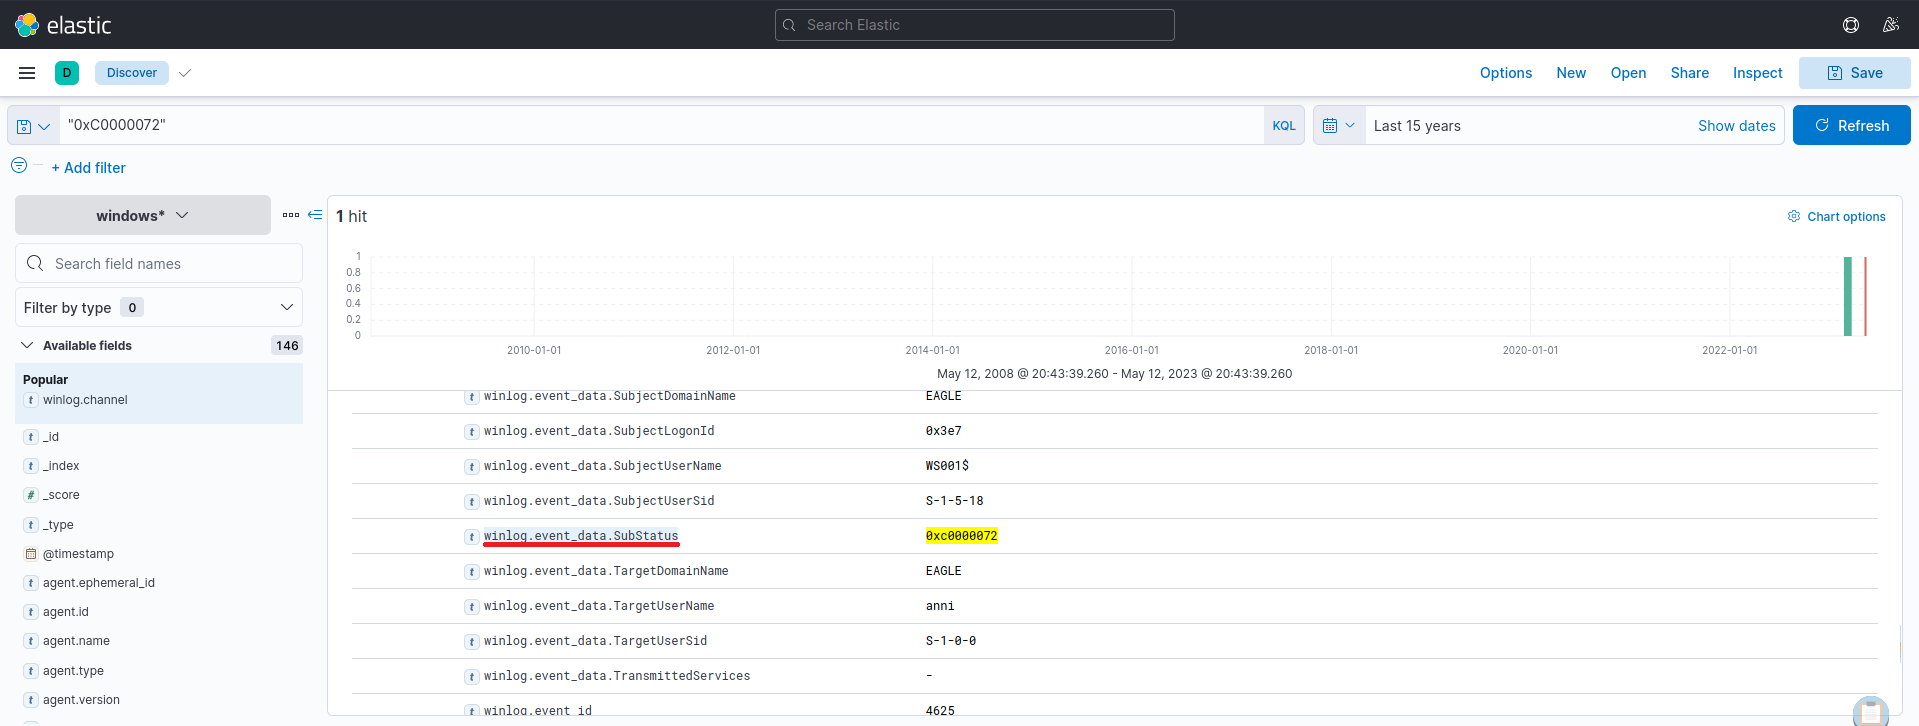 elastic
Search Elastic
D
Discover
Options
New
Open
Share
Inspect
Save
"0xC0000072"
KQL
Last 15 years
Show dates
Refresh
+ Add filter
windows*
Search field names
Filter by type 0
Available fields 146
Popular
t winlog.channel
t _id
t _index
# _score
t _type
@timestamp
t agent.ephemeral_id
t agent.id
t agent.name
t agent.type
t agent.version
1 hit
Chart options
1
0.8
0.6
0.4
0.2
0
2010-01-01 2012-01-01 2014-01-01 2016-01-01 2018-01-01 2020-01-01 2022-01-01
May 12, 2008 @ 20:43:39.260 - May 12, 2023 @ 20:43:39.260
t winlog.event_data.SubjectDomainName EAGLE
t winlog.event_data.SubjectLogonId 0x3e7
t winlog.event_data.SubjectUserName WS001$
t winlog.event_data.SubjectUserSid S-1-5-18
t winlog.event_data.SubStatus 0xc0000072
t winlog.event_data.TargetDomainName EAGLE
t winlog.event_data.TargetUserName anni
t winlog.event_data.TargetUserSid S-1-0-0
t winlog.event_data.TransmittedServices -
t winlog.event_id 4625